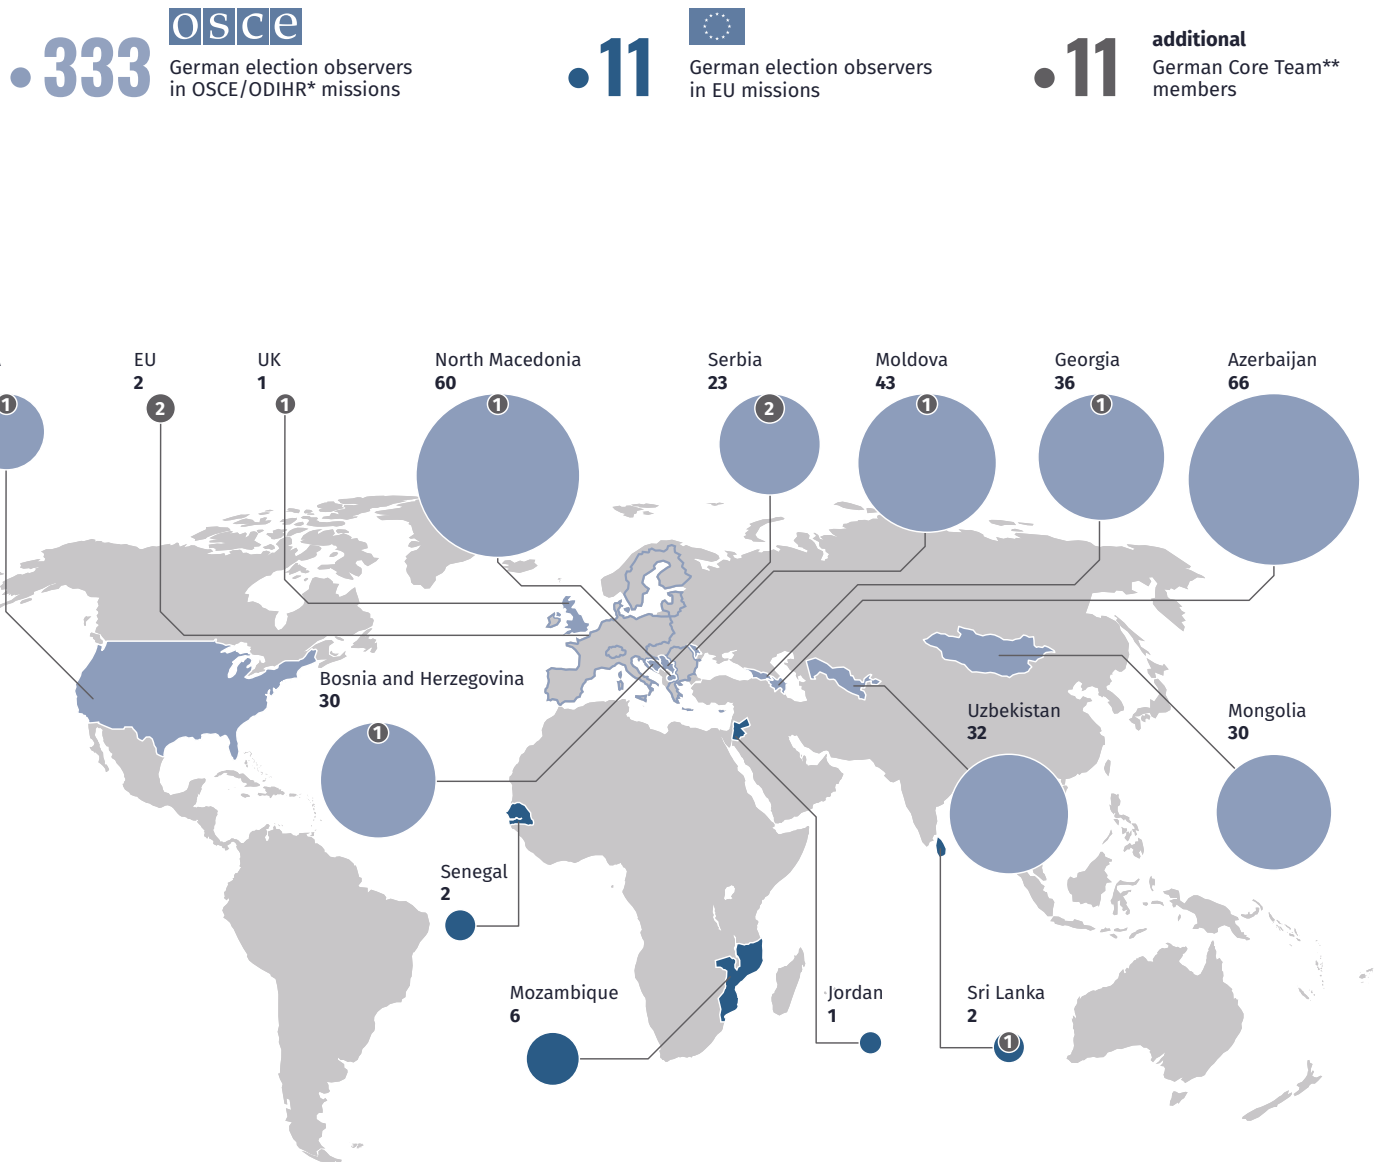 333
osce
German election observers
in OSCE/ODIHR* missions
11
German election observers
in EU missions
11
additional
German Core Team**
members
1
EU
2
2
UK
1
1
North Macedonia
60
1
Serbia
23
2
Moldova
43
1
Georgia
36
1
Azerbaijan
66
Bosnia and Herzegovina
30
1
Uzbekistan
32
Mongolia
30
Senegal
2
Mozambique
6
Jordan
1
Sri Lanka
2
1